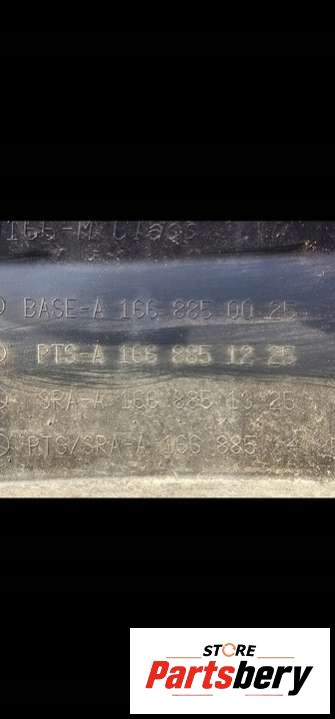 166-M Class
BASE-A 166 885 00 25
PTS-A 166 885 12 25
SRA-A 166 885 13 25
PTS/SRA-A 166 885
STORE
Partsbery